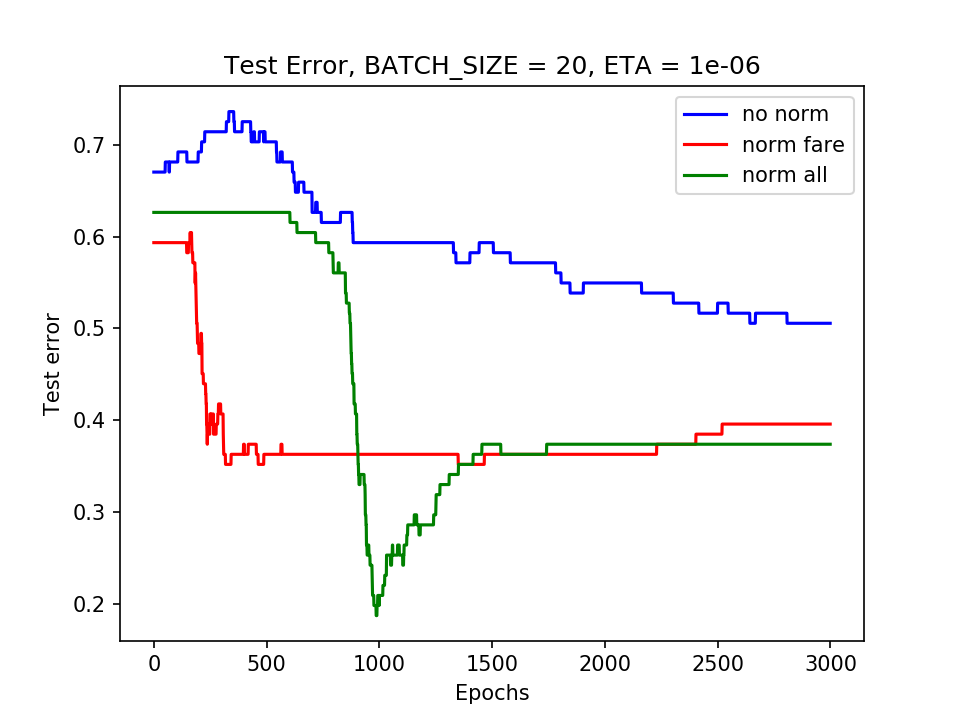 Test Error, BATCH_SIZE = 20, ETA = 1e-06
no norm
norm fare
norm all
0.7
0.6
0.5
0.4
0.3
0.2
Test error
0
500
1000
1500
2000
2500
3000
Epochs